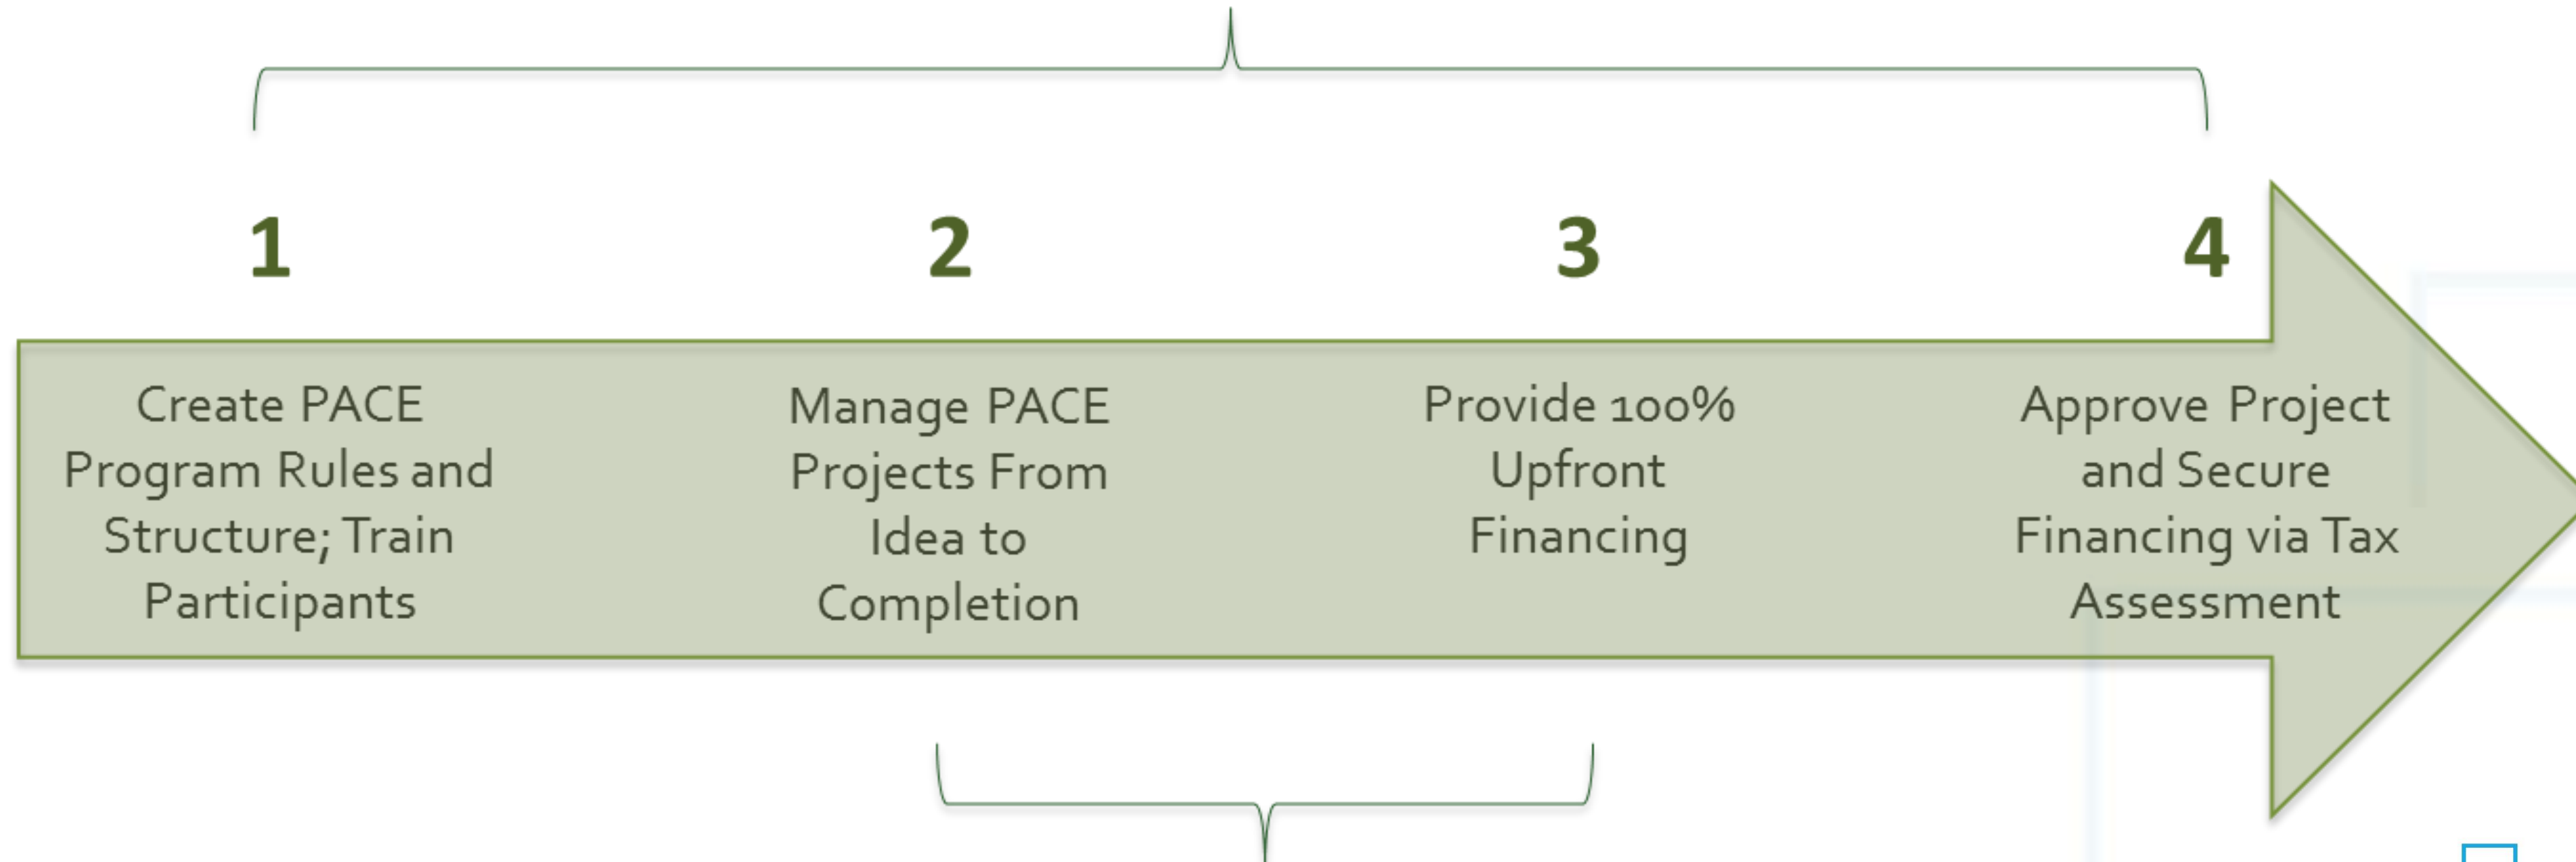 1
2
3
4
Create PACE
Program Rules and
Structure; Train
Participants
Manage PACE
Projects From
Idea to
Completion
Provide 100%
Upfront
Financing
Approve Project
and Secure
Financing via Tax
Assessment